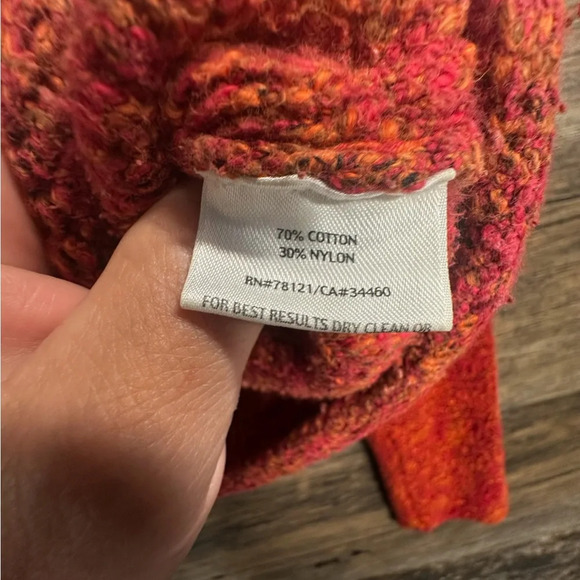 70% COTTON
30% NYLON
RN#78121/CA#34460
FOR BEST RESULTS DRY CLEAN OR